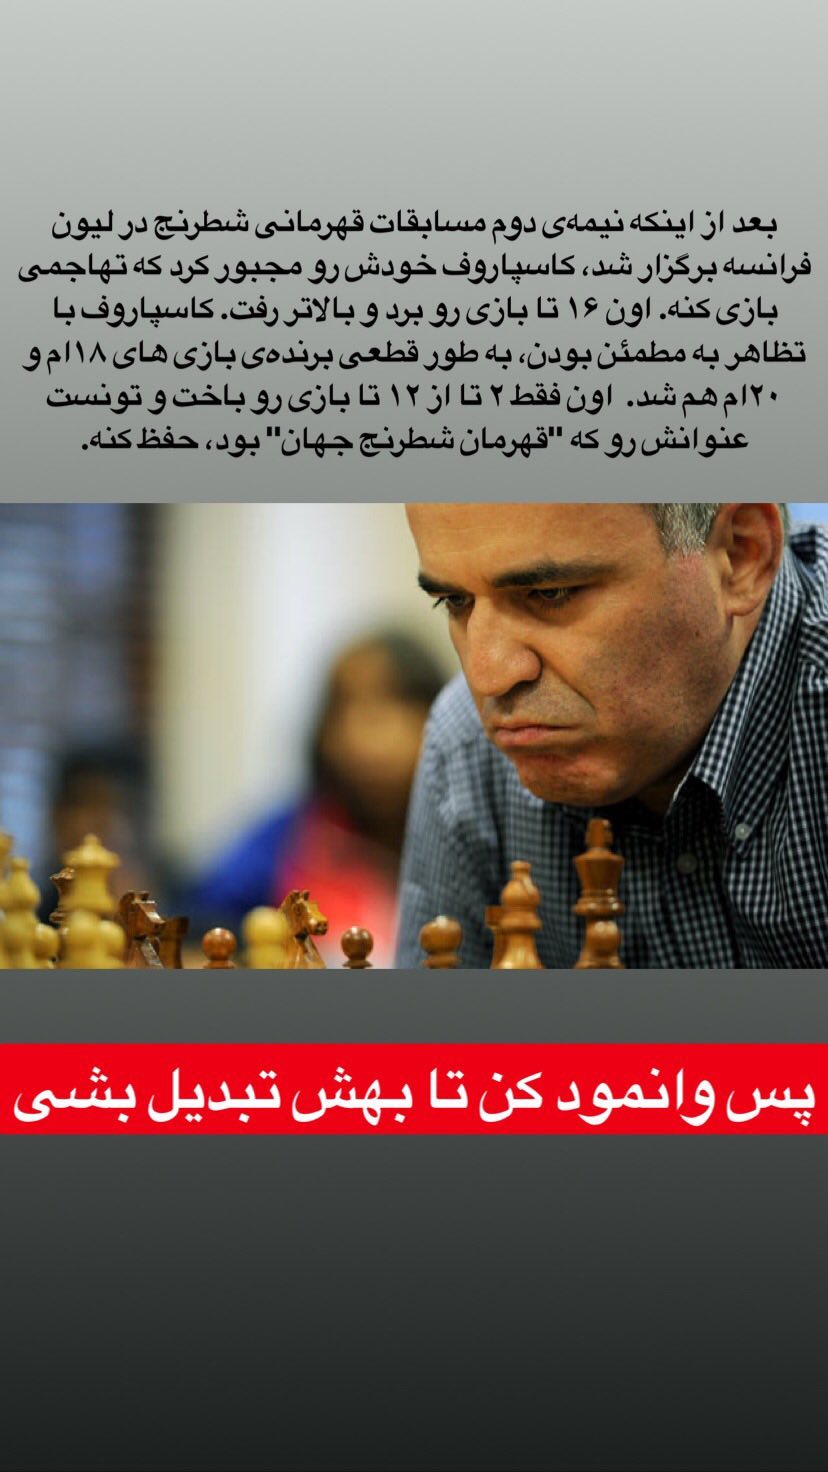 بعد از اینکه نیمه‌ی دوم مسابقات قهرمانی شطرنج در لیون
فرانسه برگزار شد، کاسپاروف خودش رو مجبور کرد که تهاجمی
بازی کنه. اون ۱۶ تا بازی رو برد و بالاتر رفت. کاسپاروف با
تظاهر به مطمئن بودن، به طور قطعی برنده‌ی بازی های ۱۸ام و
۲۰ام هم شد. اون فقط ۲ تا از ۱۲ تا بازی رو باخت و تونست
عنوانش رو که "قهرمان شطرنج جهان" بود، حفظ کنه.
پس وانمود کن تا بهش تبدیل بشی